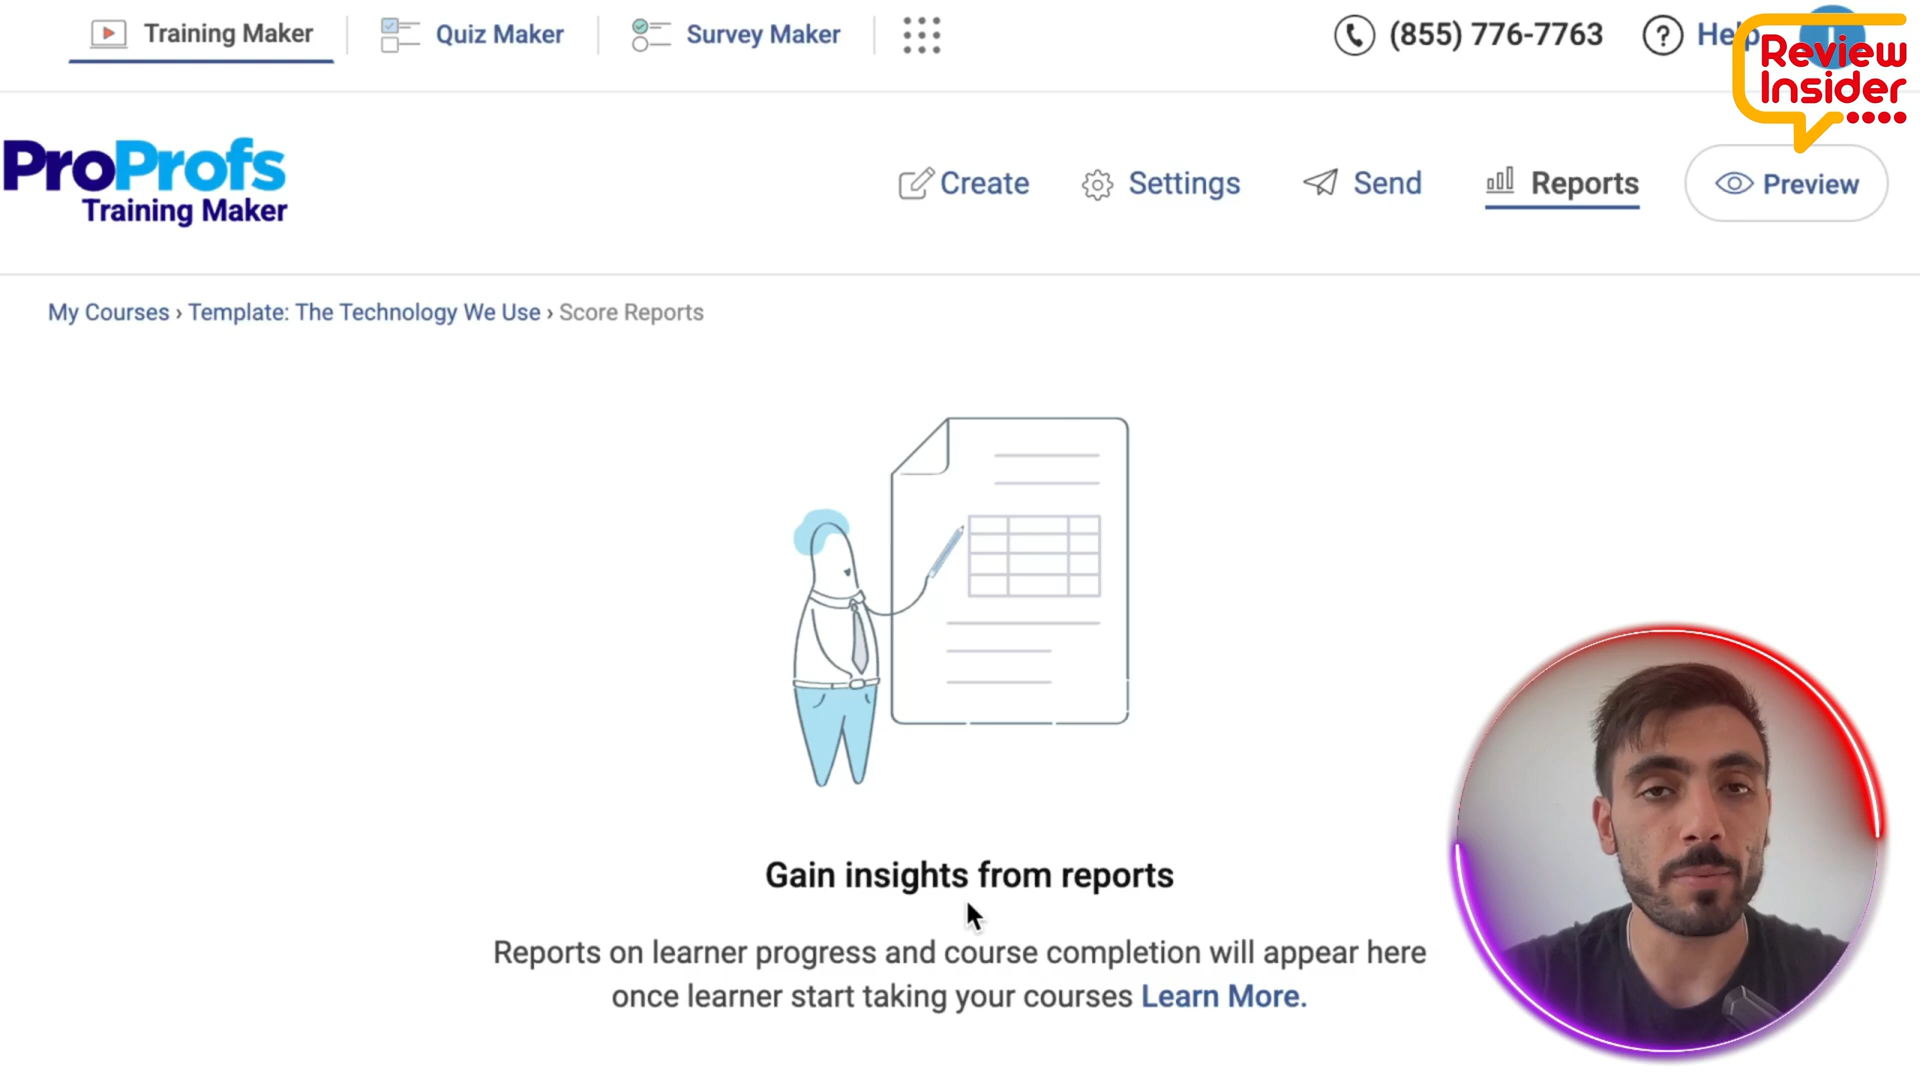 Training Maker
Quiz Maker
Survey Maker
(855) 776-7763
Help
Review
Insider
ProProfs
Training Maker
Create
Settings
Send
Reports
Preview
My Courses › Template: The Technology We Use › Score Reports
Gain insights from reports
Reports on learner progress and course completion will appear here
once learner start taking your courses Learn More.